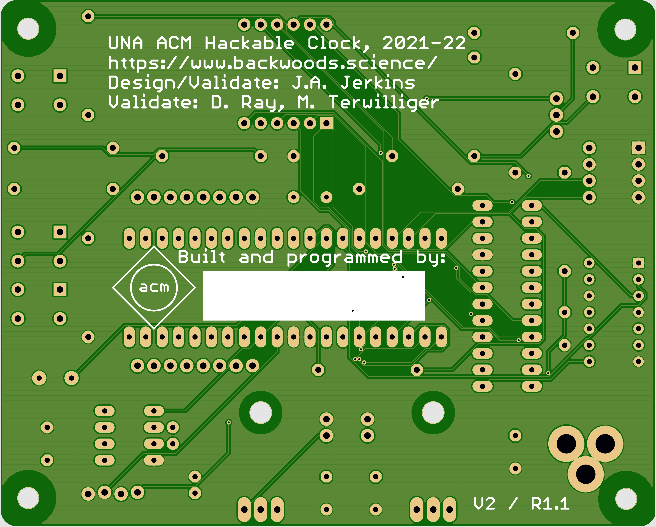 UNA ACM Hackable Clock, 2021-22
https://www.backwoods.science/
Design/Validate: J.A. Jerkins
Validate: D. Ray, M. Terwilliger
Built and programmed by:
acm
V2 / R1.1